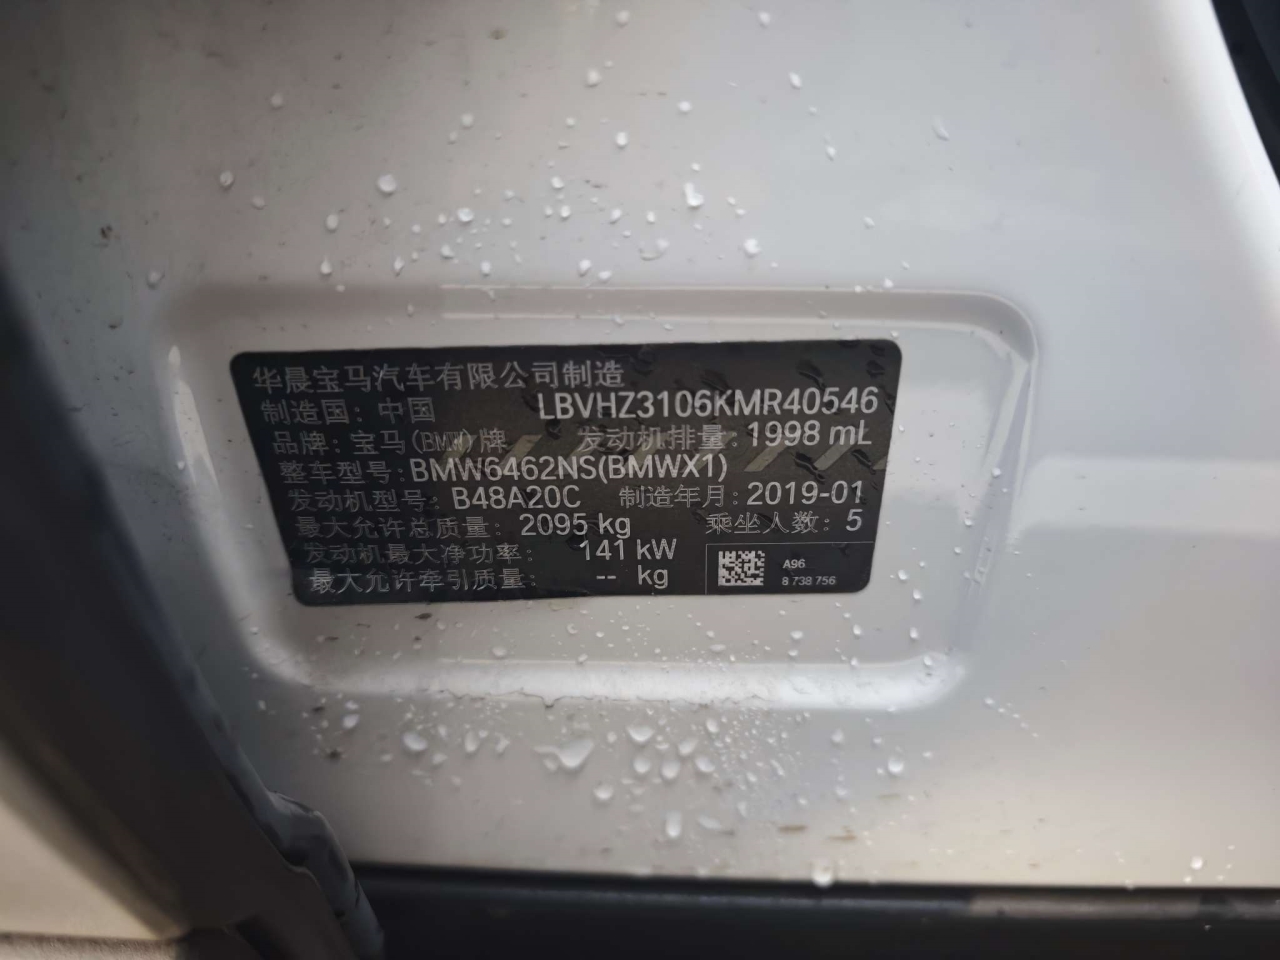 华晨宝马汽车有限公司制造
制造国：中国 LBVHZ3106KMR40546
品牌：宝马(BMW)牌 发动机排量：1998 mL
整车型号：BMW6462NS(BMWX1)
发动机型号：B48A20C 制造年月：2019-01
最大允许总质量：2095 kg 乘坐人数：5
发动机最大净功率：141 kW
最大允许牵引质量：-- kg
A96
8 738 756